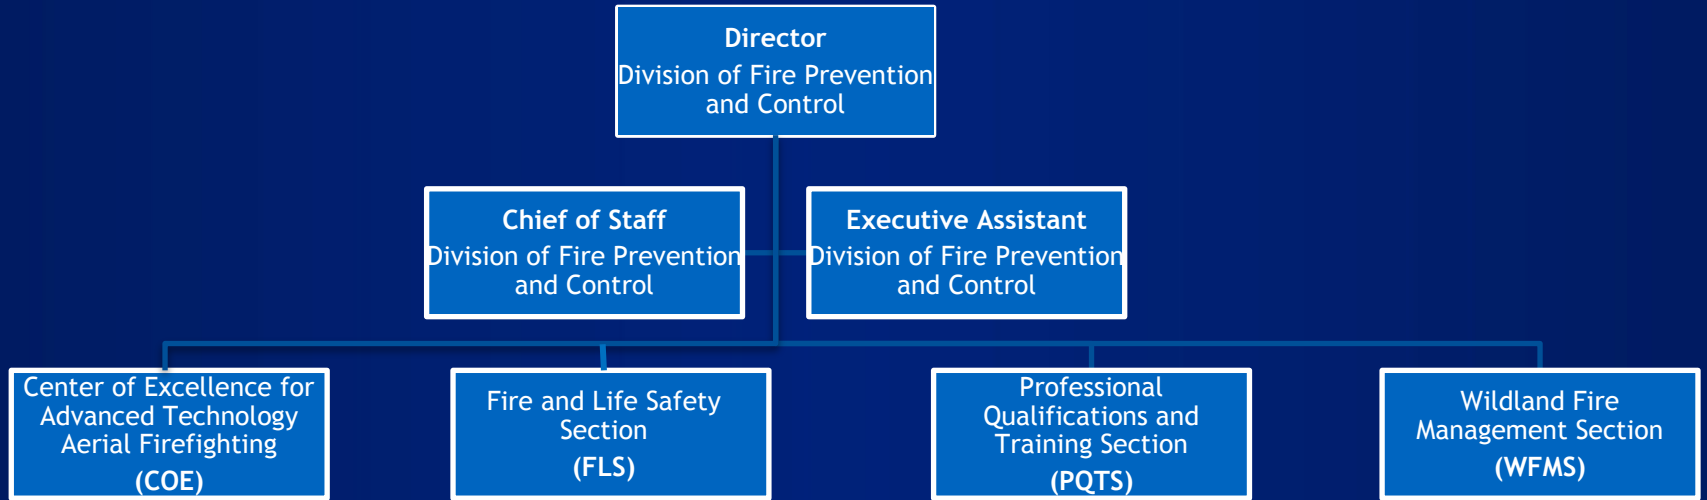 Director
Division of Fire Prevention
and Control
Chief of Staff
Division of Fire Prevention
and Control
Executive Assistant
Division of Fire Prevention
and Control
Center of Excellence for
Advanced Technology
Aerial Firefighting
(COE)
Fire and Life Safety
Section
(FLS)
Professional
Qualifications and
Training Section
(PQTS)
Wildland Fire
Management Section
(WFMS)